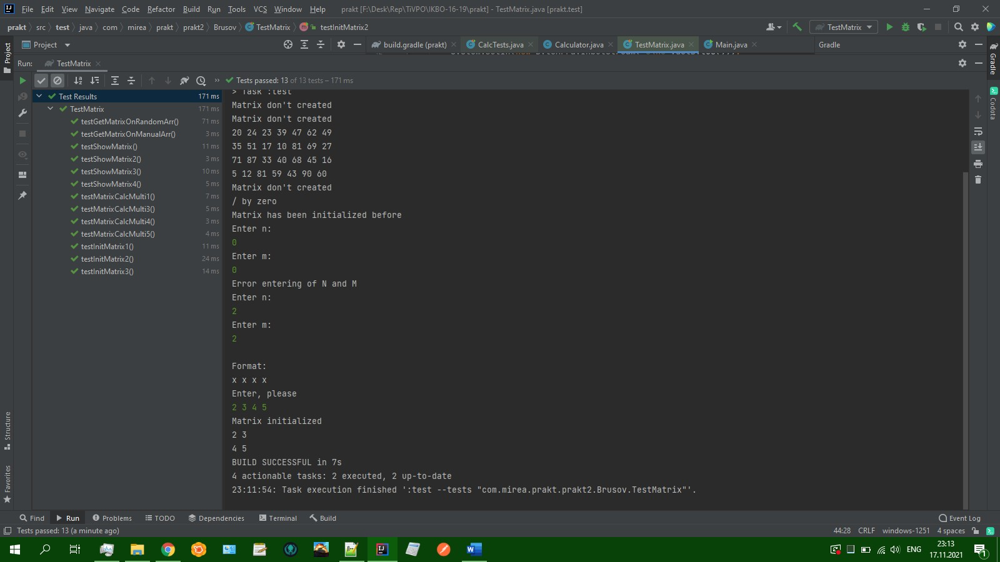 File Edit View Navigate Code Refactor Build Run Tools VCS Window Help prakt [F:\Desk\Rep\TiVPO\IKBO-16-19\prakt] - TestMatrix.java [prakt.test]
prakt src test java com mirea prakt prakt2 Brusov TestMatrix testInitMatrix2 TestMatrix
Project build.gradle (prakt) CalcTests.java Calculator.java TestMatrix.java Main.java Gradle
Run: TestMatrix
Tests passed: 13 of 13 tests – 171 ms
Test Results 171 ms
TestMatrix 171 ms
testGetMatrixOnRandomArr() 71 ms
testGetMatrixOnManualArr() 3 ms
testShowMatrix() 11 ms
testShowMatrix2() 3 ms
testShowMatrix3() 10 ms
testShowMatrix4() 5 ms
testMatrixCalcMulti1() 7 ms
testMatrixCalcMulti3() 5 ms
testMatrixCalcMulti4() 3 ms
testMatrixCalcMulti5() 4 ms
testInitMatrix1() 11 ms
testInitMatrix2() 24 ms
testInitMatrix3() 14 ms
> Task :test
Matrix don't created
Matrix don't created
20 24 23 39 47 62 49
35 51 17 10 81 69 27
71 87 33 40 68 45 16
5 12 81 59 43 90 60
Matrix don't created
/ by zero
Matrix has been initialized before
Enter n:
0
Enter m:
0
Error entering of N and M
Enter n:
2
Enter m:
2
Format:
x x x x
Enter, please
2 3 4 5
Matrix initialized
2 3
4 5
BUILD SUCCESSFUL in 7s
4 actionable tasks: 2 executed, 2 up-to-date
23:11:54: Task execution finished ':test --tests "com.mirea.prakt.prakt2.Brusov.TestMatrix"'.
Project
Structure
Favorites
Gradle
Codota
Find Run Problems TODO Dependencies Terminal Build Event Log
Tests passed: 13 (a minute ago) 44:28 CRLF windows-1251 4 spaces
ENG 23:13
17.11.2021
1